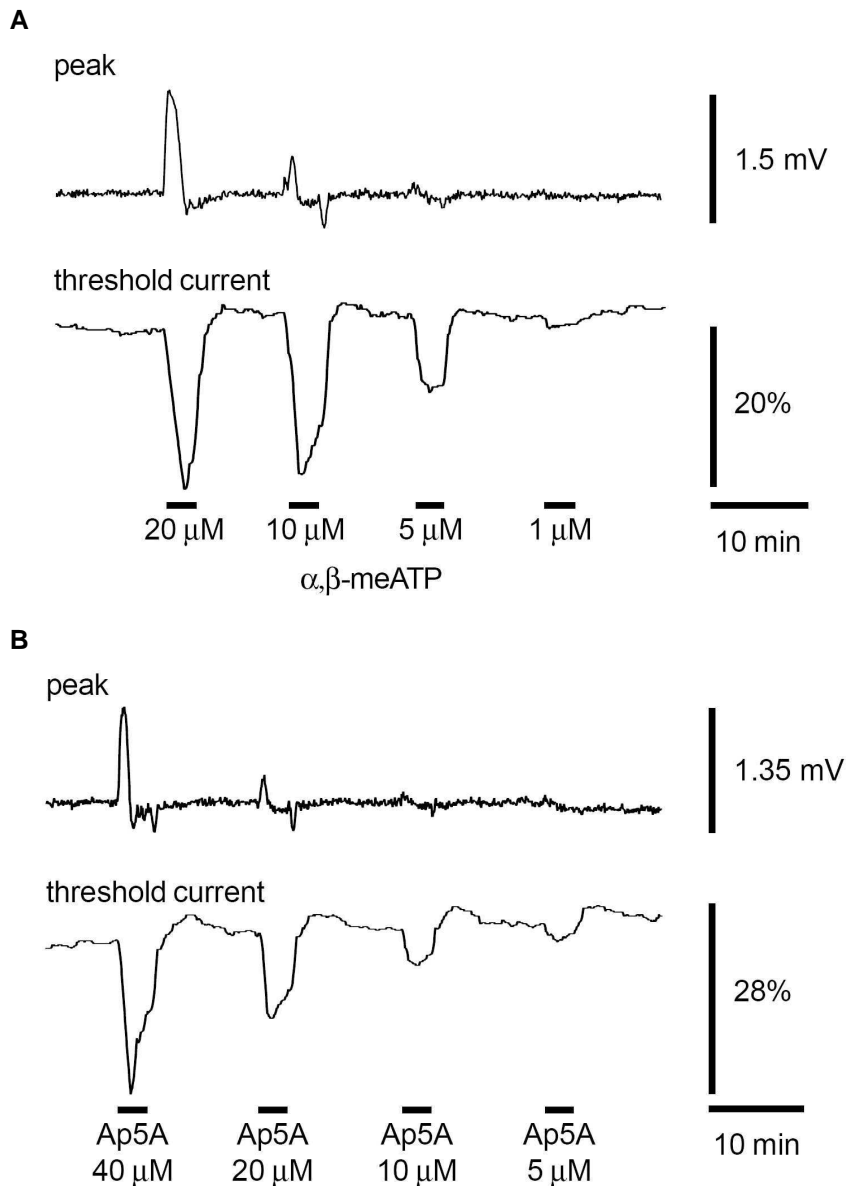 A
peak
1.5 mV
threshold current
20%
20 μM 10 μM 5 μM 1 μM
10 min
α,β-meATP
B
peak
1.35 mV
threshold current
28%
Ap5A Ap5A Ap5A Ap5A
40 μM 20 μM 10 μM 5 μM
10 min